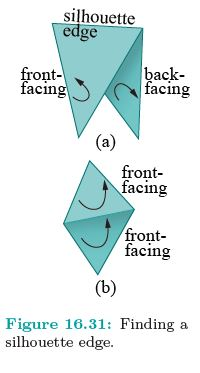 silhouette
edge
front-
facing
back-
facing
(a)
front-
facing
front-
facing
(b)
Figure 16.31: Finding a
silhouette edge.